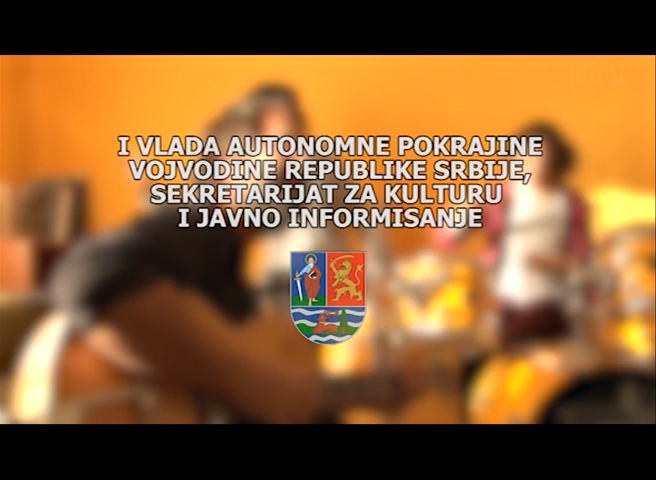 I VLADA AUTONOMNE POKRAJINE
VOJVODINE REPUBLIKE SRBIJE,
SEKRETARIJAT ZA KULTURU
I JAVNO INFORMISANJE